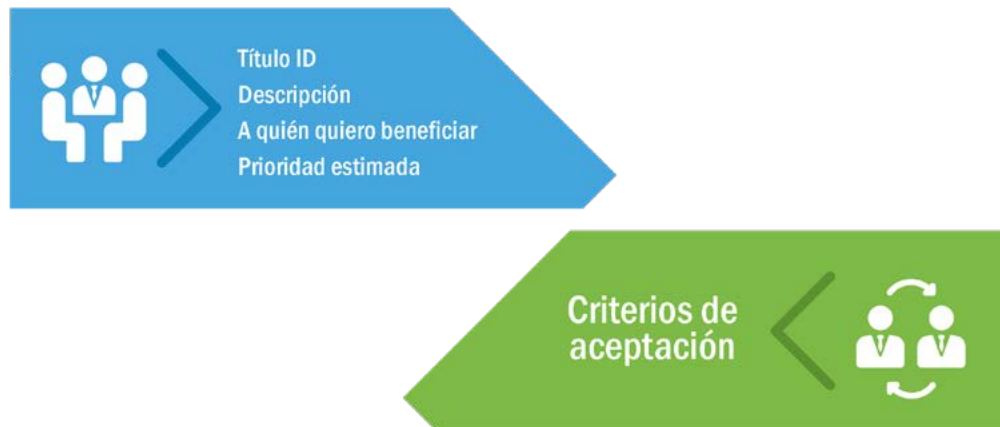 Título ID
Descripción
A quién quiero beneficiar
Prioridad estimada
Criterios de
aceptación